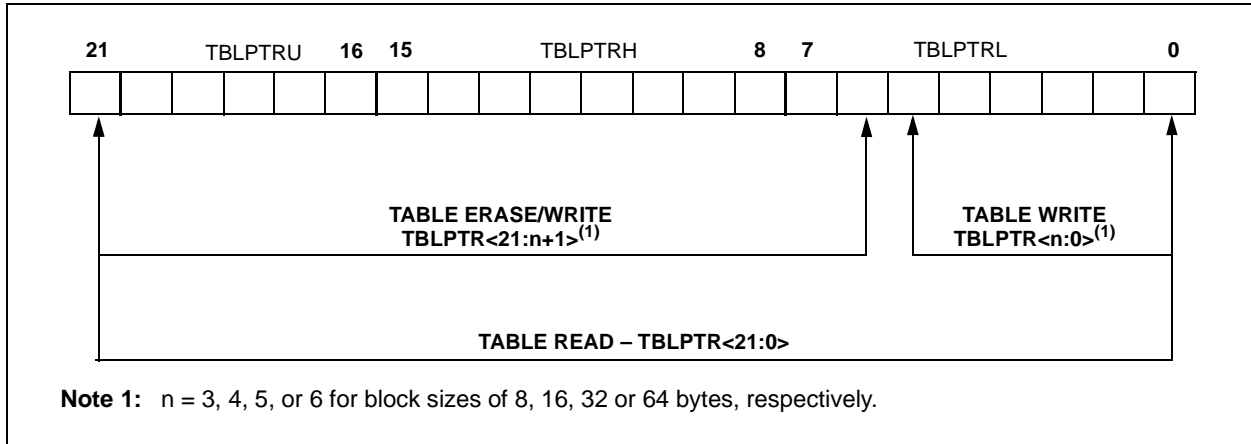 21 TBLPTRU 16 15 TBLPTRH 8 7 TBLPTRL 0
TABLE ERASE/WRITE TABLE WRITE
TBLPTR<21:n+1>(1) TBLPTR<n:0>(1)
TABLE READ – TBLPTR<21:0>
Note 1: n = 3, 4, 5, or 6 for block sizes of 8, 16, 32 or 64 bytes, respectively.